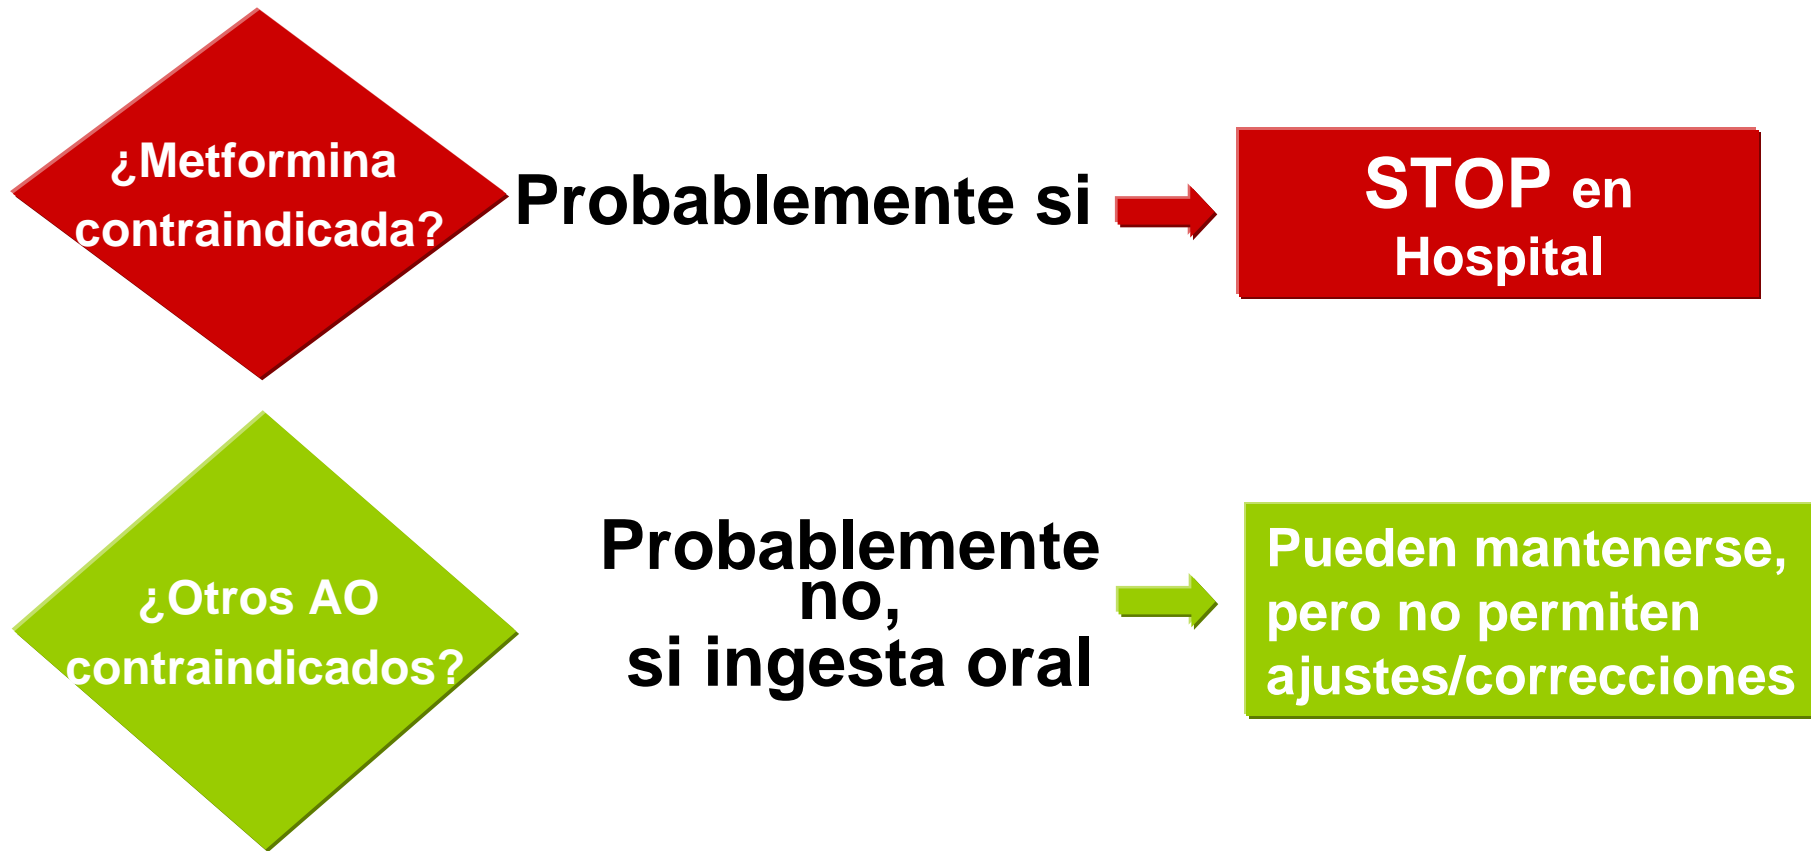 ¿Metformina
contraindicada?
Probablemente si
STOP en
Hospital
¿Otros AO
contraindicados?
Probablemente
no,
si ingesta oral
Pueden mantenerse,
pero no permiten
ajustes/correcciones